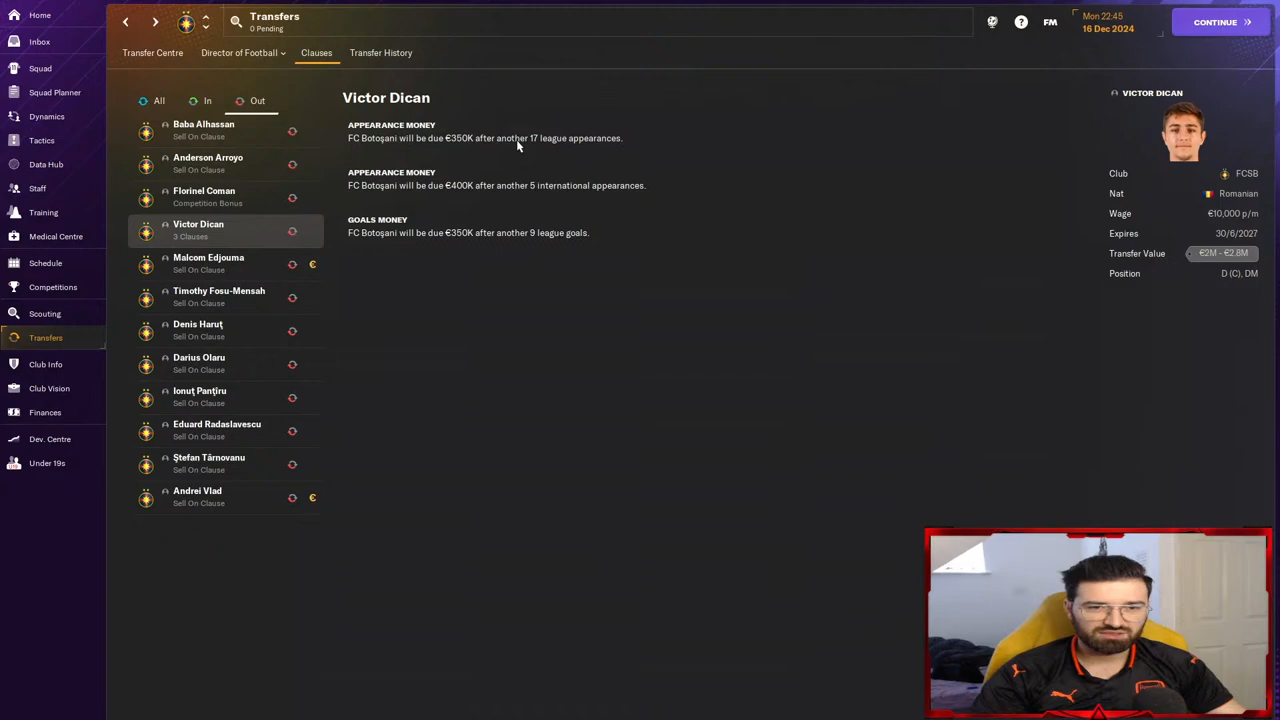 Home
Inbox
Squad
Squad Planner
Dynamics
Tactics
Data Hub
Staff
Training
Medical Centre
Schedule
Competitions
Scouting
Transfers
Club Info
Club Vision
Finances
Dev. Centre
Under 19s
Transfers
0 Pending
FM
Mon 22:45
16 Dec 2024
CONTINUE
Transfer Centre
Director of Football
Clauses
Transfer History
All
In
Out
Baba Alhassan
Sell On Clause
Anderson Arroyo
Sell On Clause
Florinel Coman
Competition Bonus
Victor Dican
3 Clauses
Malcom Edjouma
Sell On Clause
€
Timothy Fosu-Mensah
Sell On Clause
Denis Haruț
Sell On Clause
Darius Olaru
Sell On Clause
Ionuț Panțîru
Sell On Clause
Eduard Radaslavescu
Sell On Clause
Ștefan Târnovanu
Sell On Clause
Andrei Vlad
Sell On Clause
€
Victor Dican
APPEARANCE MONEY
FC Botoșani will be due €350K after another 17 league appearances.
APPEARANCE MONEY
FC Botoșani will be due €400K after another 5 international appearances.
GOALS MONEY
FC Botoșani will be due €350K after another 9 league goals.
VICTOR DICAN
Club FCSB
Nat Romanian
Wage €10,000 p/m
Expires 30/6/2027
Transfer Value €2M - €2.8M
Position D (C), DM